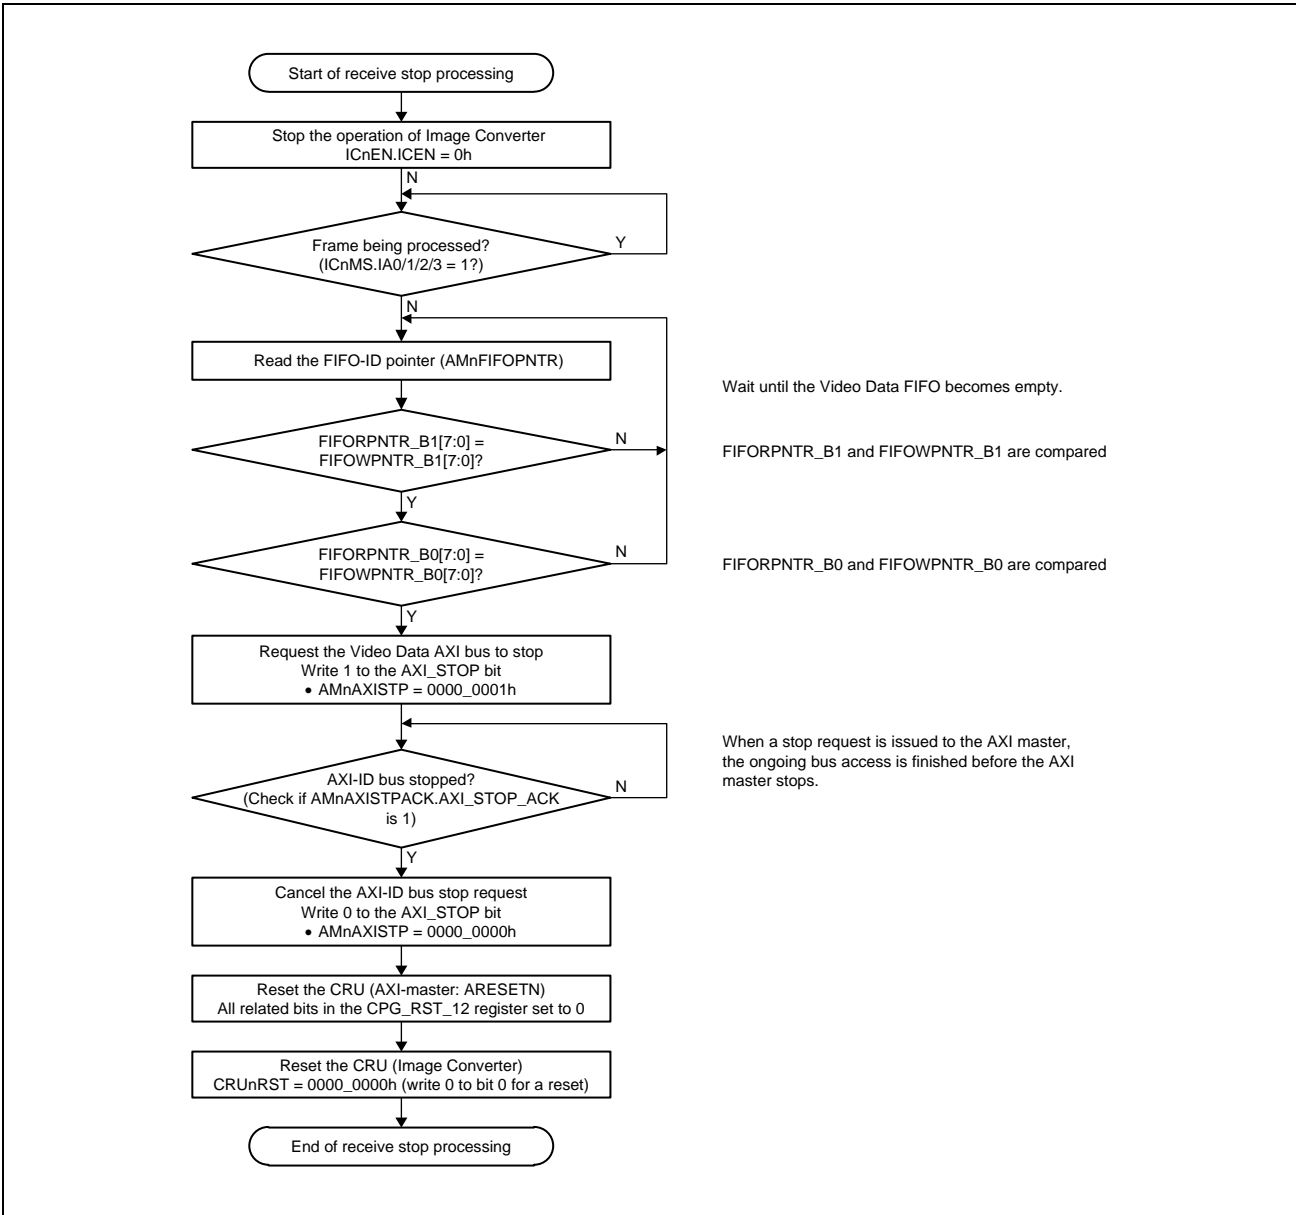 Start of receive stop processing
Stop the operation of Image Converter
ICnEN.ICEN = 0h
N
Frame being processed?
(ICnMS.IA0/1/2/3 = 1?)
Y
N
Read the FIFO-ID pointer (AMnFIFOPNTR)
Wait until the Video Data FIFO becomes empty.
FIFORPNTR_B1[7:0] =
FIFOWPNTR_B1[7:0]?
N
FIFORPNTR_B1 and FIFOWPNTR_B1 are compared
Y
FIFORPNTR_B0[7:0] =
FIFOWPNTR_B0[7:0]?
N
FIFORPNTR_B0 and FIFOWPNTR_B0 are compared
Y
Request the Video Data AXI bus to stop
Write 1 to the AXI_STOP bit
• AMnAXISTP = 0000_0001h
When a stop request is issued to the AXI master,
the ongoing bus access is finished before the AXI
master stops.
AXI-ID bus stopped?
(Check if AMnAXISTPACK.AXI_STOP_ACK
is 1)
N
Y
Cancel the AXI-ID bus stop request
Write 0 to the AXI_STOP bit
• AMnAXISTP = 0000_0000h
Reset the CRU (AXI-master: ARESETN)
All related bits in the CPG_RST_12 register set to 0
Reset the CRU (Image Converter)
CRUnRST = 0000_0000h (write 0 to bit 0 for a reset)
End of receive stop processing